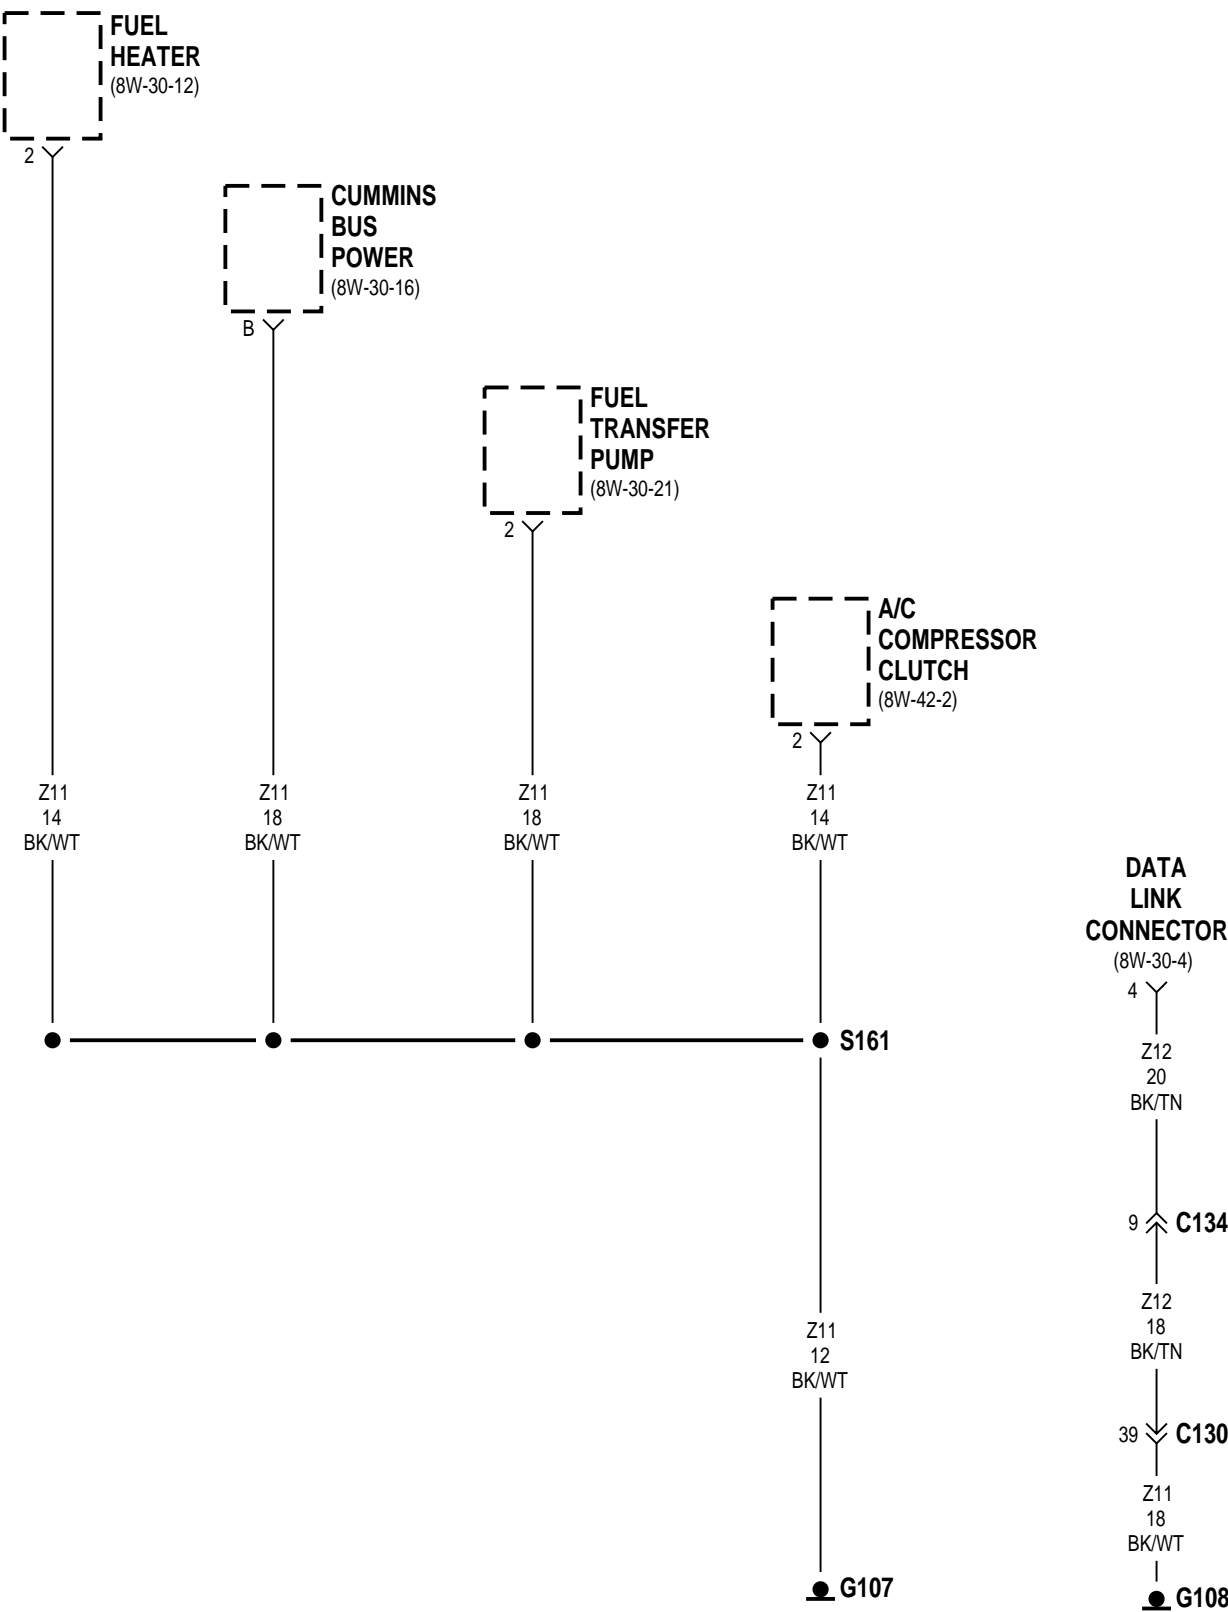 FUEL
HEATER
(8W-30-12)
2
CUMMINS
BUS
POWER
(8W-30-16)
B
FUEL
TRANSFER
PUMP
(8W-30-21)
2
A/C
COMPRESSOR
CLUTCH
(8W-42-2)
2
Z11
14
BK/WT
Z11
18
BK/WT
Z11
18
BK/WT
Z11
14
BK/WT
DATA
LINK
CONNECTOR
(8W-30-4)
4
S161
Z12
20
BK/TN
9 C134
Z12
18
BK/TN
Z11
12
BK/WT
39 C130
Z11
18
BK/WT
G107
G108